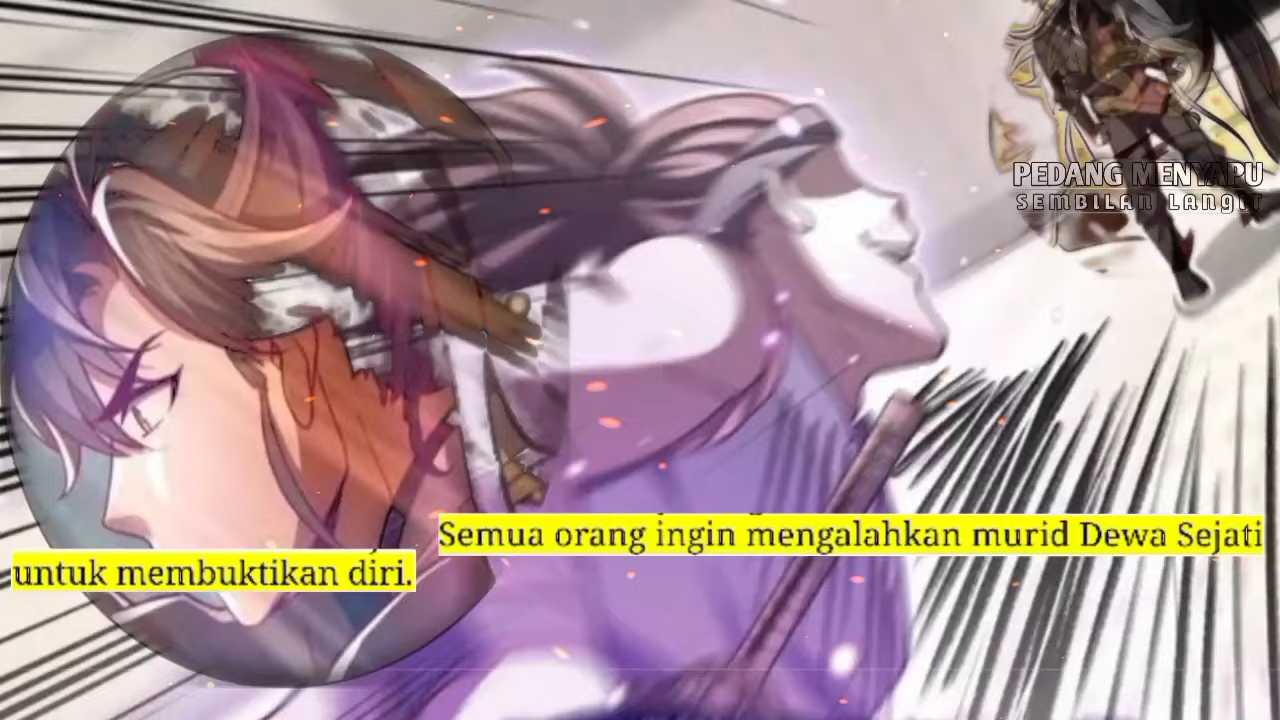 PEDANG MENYAPU
SEMBILAN LANGIT
Semua orang ingin mengalahkan murid Dewa Sejati
untuk membuktikan diri.